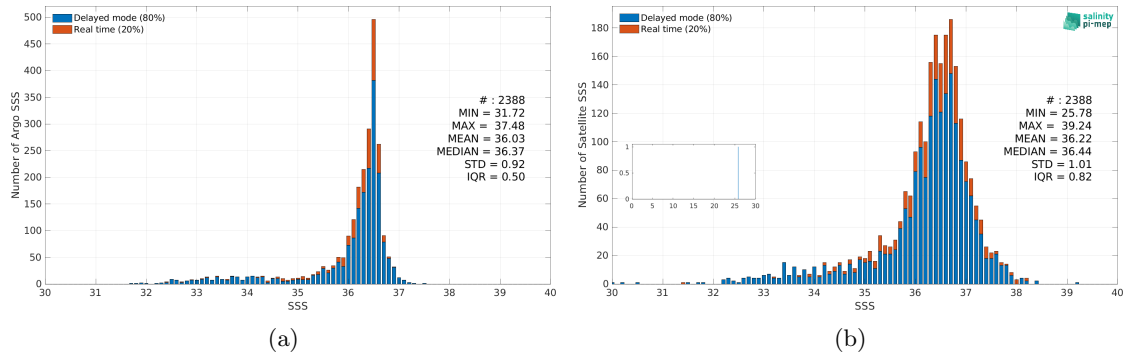 Delayed mode (80%)
Real time (20%)
500
450
400
350
300
250
200
150
100
50
0
Number of Argo SSS
# : 2388
MIN = 31.72
MAX = 37.48
MEAN = 36.03
MEDIAN = 36.37
STD = 0.92
IQR = 0.50
30 31 32 33 34 35 36 37 38 39 40
SSS
(a)
Delayed mode (80%)
Real time (20%)
salinity
pi-mep
180
160
140
120
100
80
60
40
20
0
Number of Satellite SSS
# : 2388
MIN = 25.78
MAX = 39.24
MEAN = 36.22
MEDIAN = 36.44
STD = 1.01
IQR = 0.82
1
0.5
0
0 5 10 15 20 25 30
30 31 32 33 34 35 36 37 38 39 40
SSS
(b)